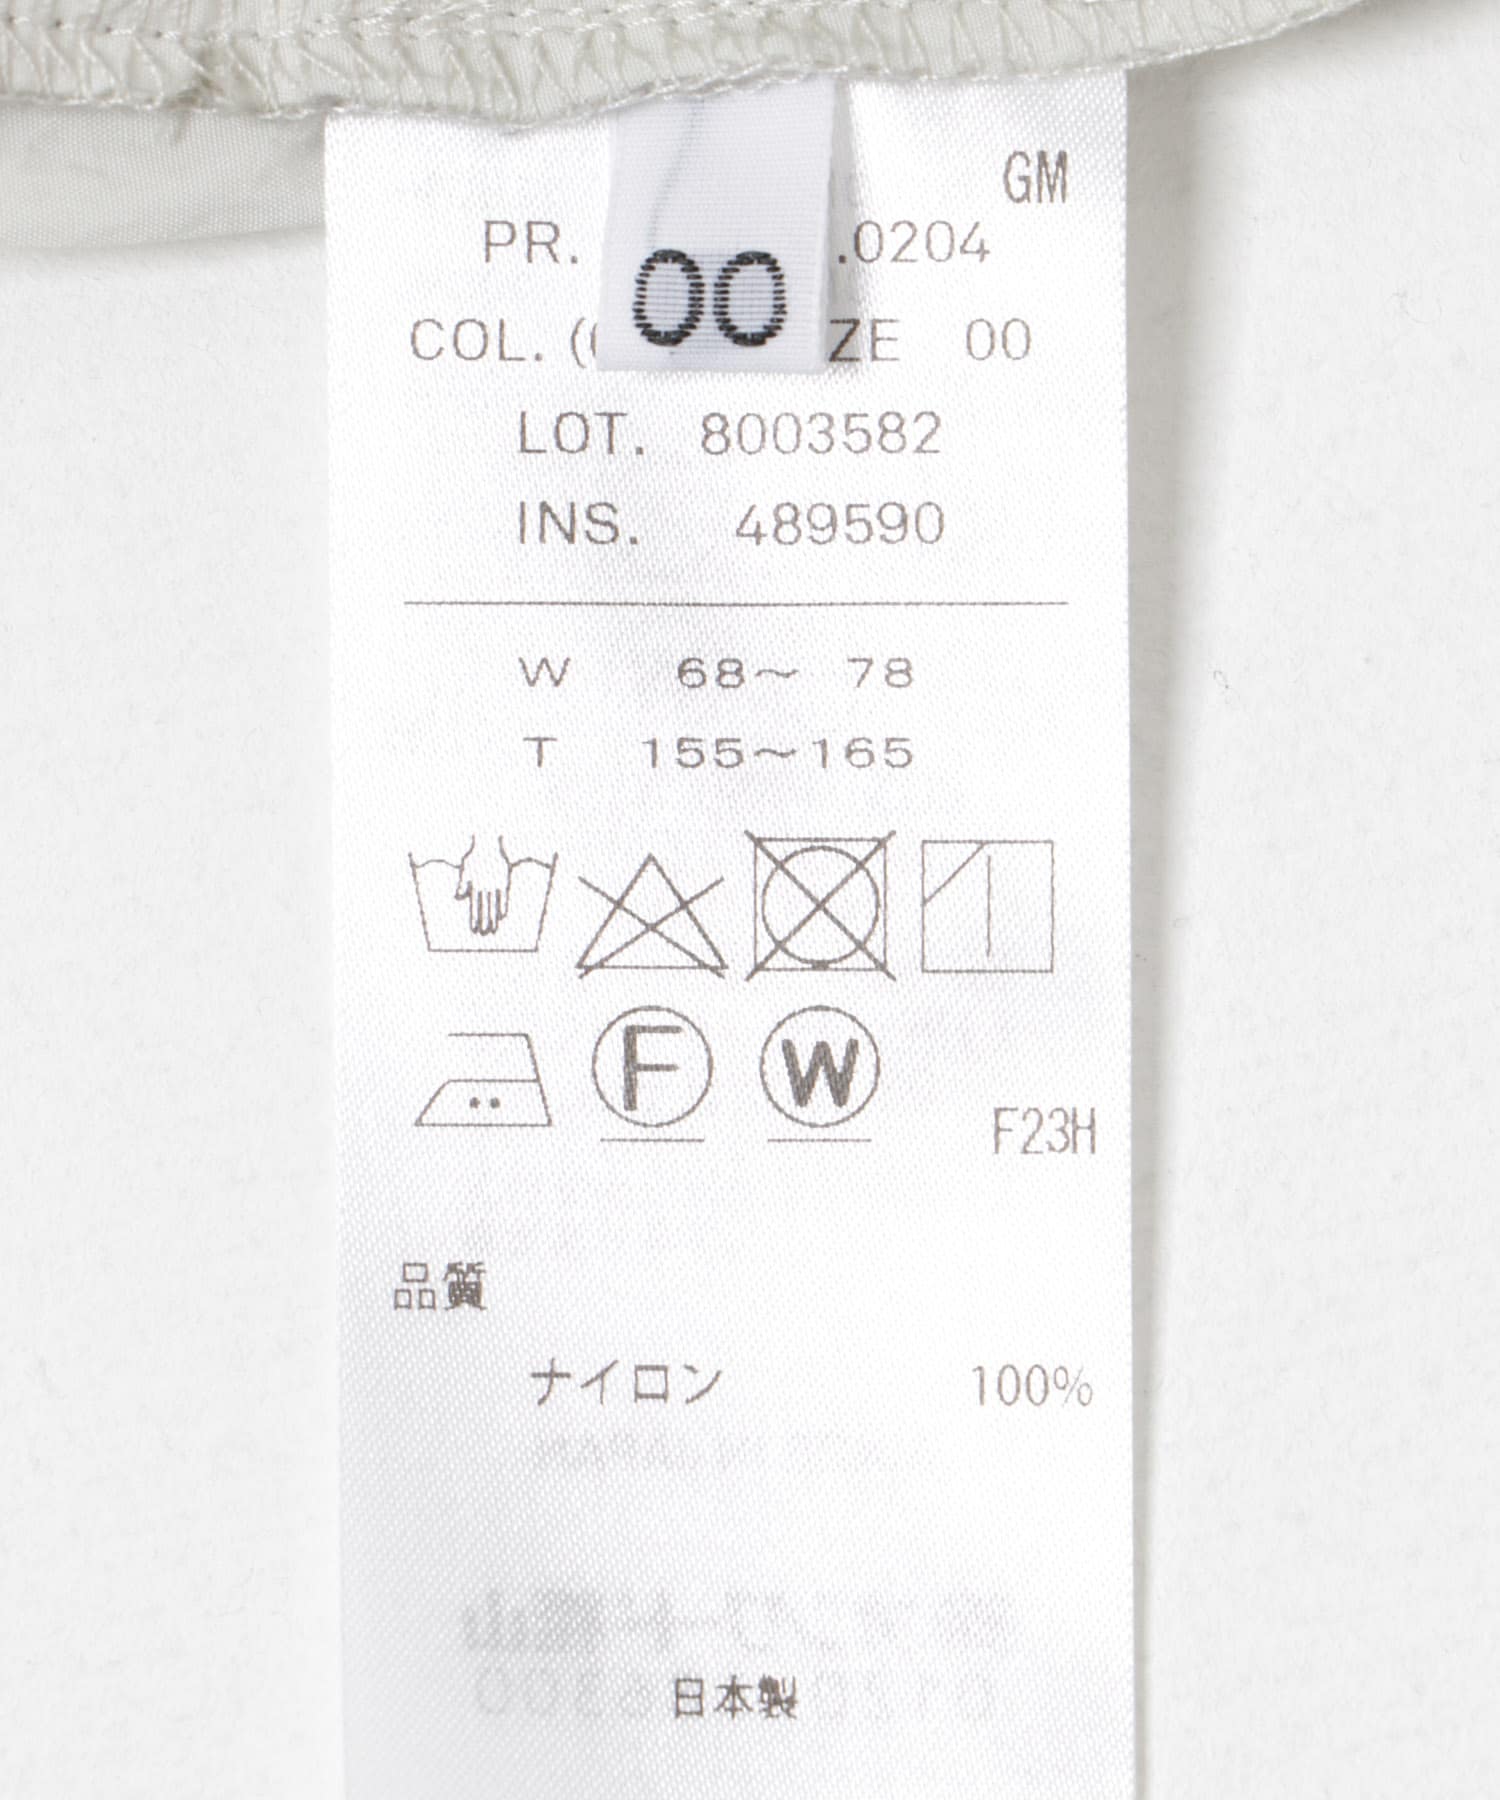 GM
PR. .0204
00
COL. ( ZE 00
LOT. 8003582
INS. 489590
W 68～ 78
T 155～165
F W
F23H
品質
ナイロン 100%
日本製